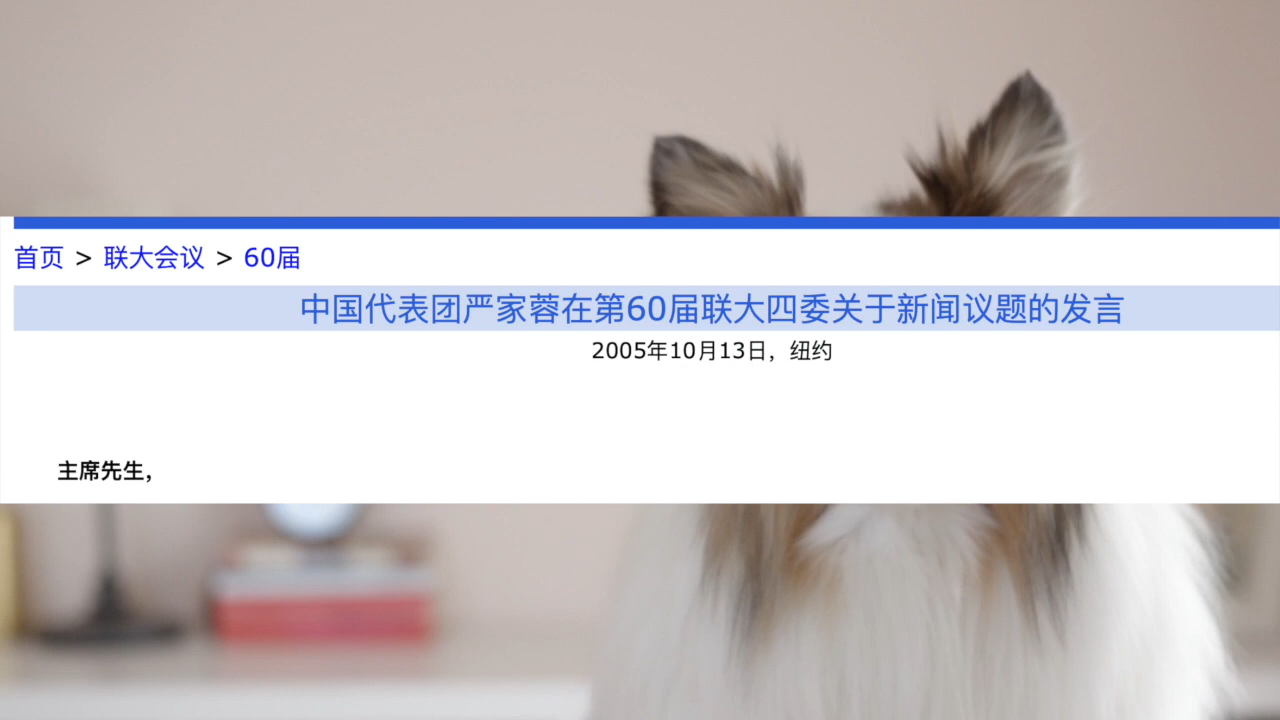 首页 > 联大会议 > 60届
中国代表团严家蓉在第60届联大四委关于新闻议题的发言
2005年10月13日，纽约
主席先生，